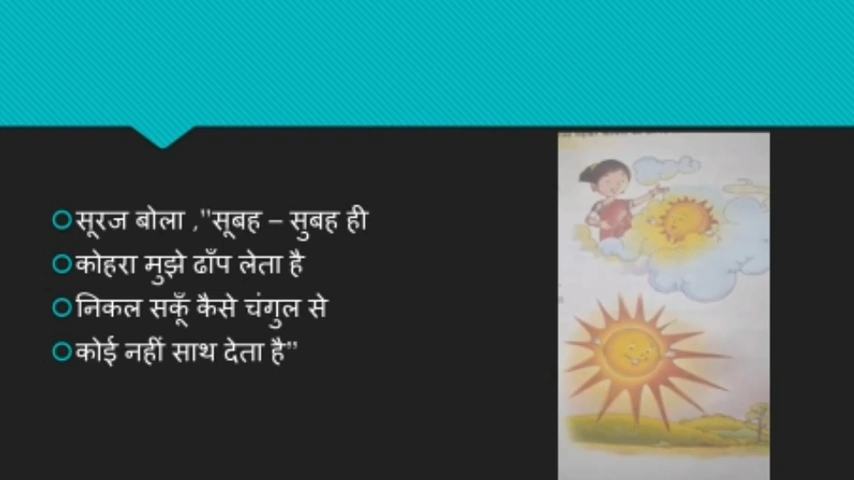 सूरज बोला ,"सूबह – सुबह ही
कोहरा मुझे ढाँप लेता है
निकल सकूँ कैसे चंगुल से
कोई नहीं साथ देता है”